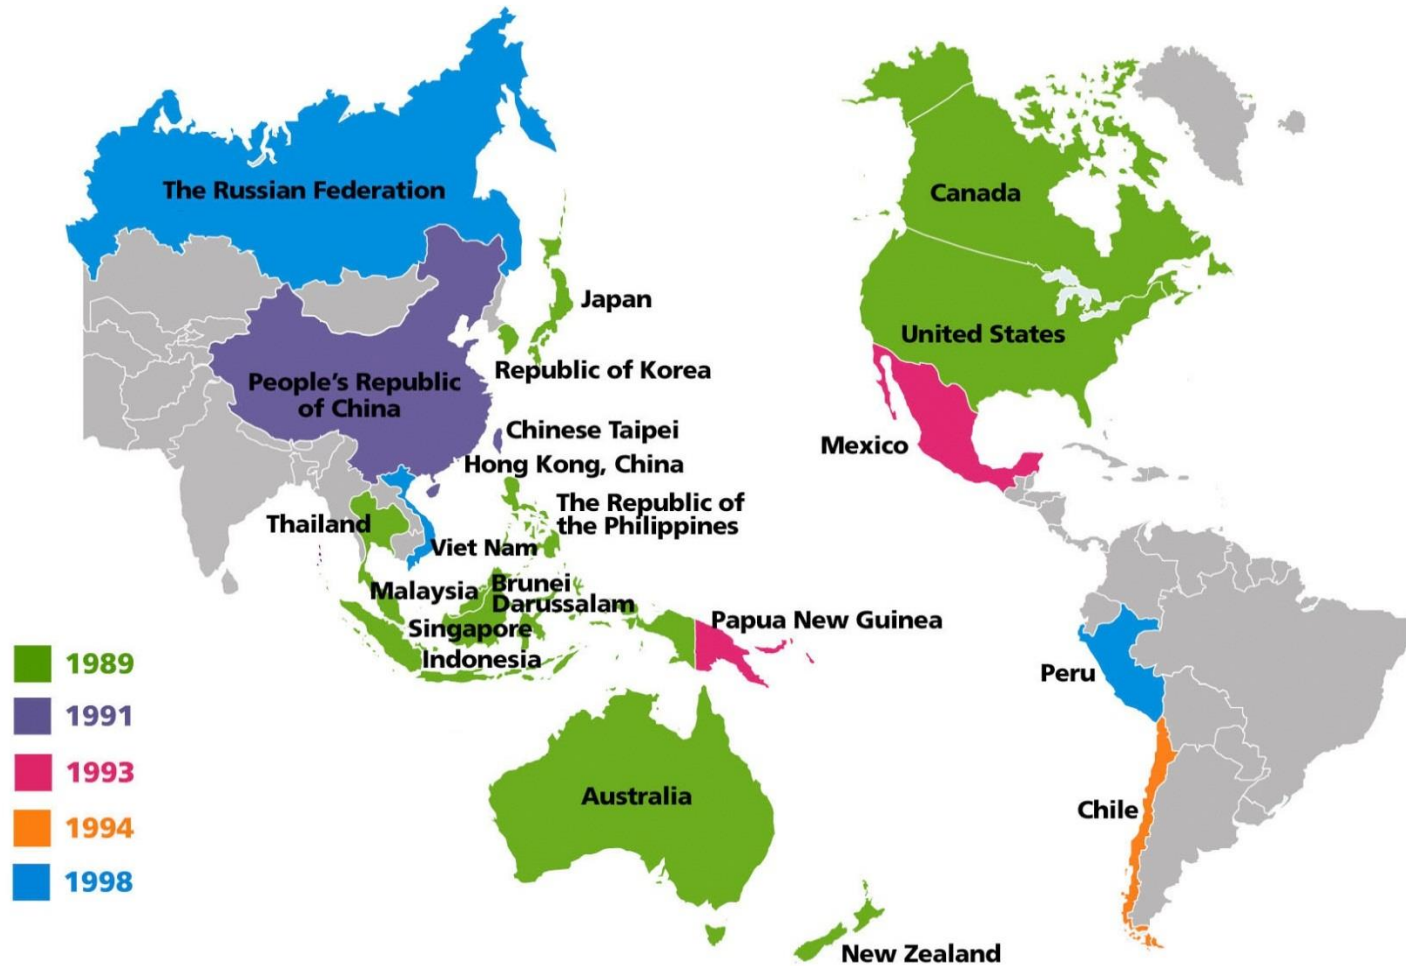 The Russian Federation
Canada
Japan
United States
Republic of Korea
People's Republic
of China
Chinese Taipei
Mexico
Hong Kong, China
The Republic of
the Philippines
Thailand
Viet Nam
Malaysia
Brunei
Darussalam
Papua New Guinea
Singapore
Indonesia
Peru
Australia
Chile
New Zealand
1989
1991
1993
1994
1998